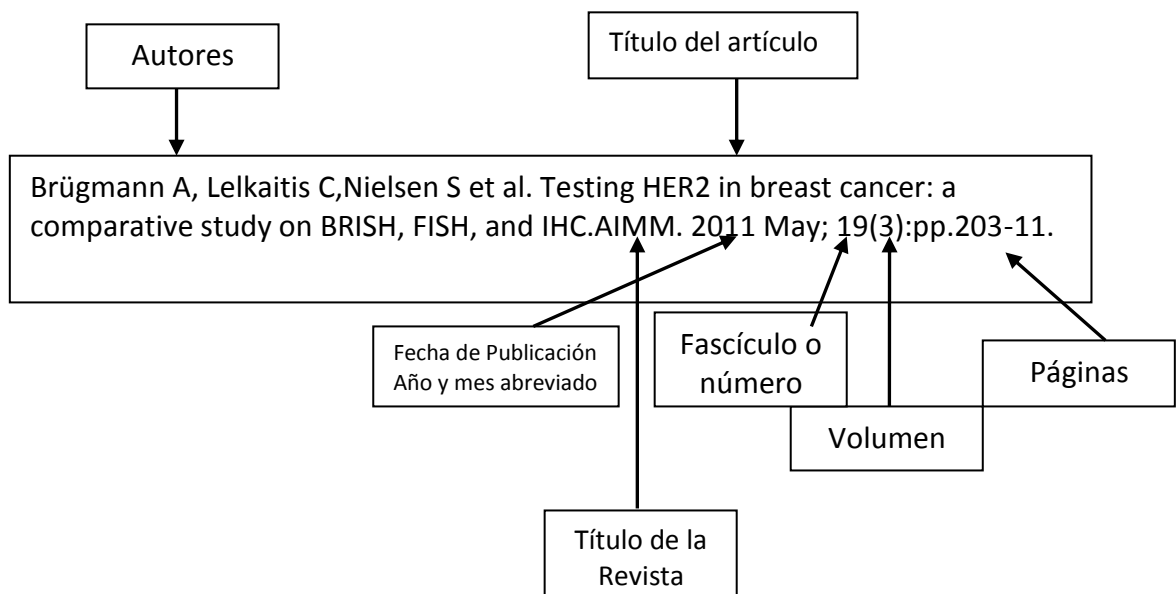 Autores
Título del artículo
Brügmann A, Lelkaitis C,Nielsen S et al. Testing HER2 in breast cancer: a
comparative study on BRISH, FISH, and IHC.AIMM. 2011 May; 19(3):pp.203-11.
Fecha de Publicación
Año y mes abreviado
Fascículo o
número
Páginas
Volumen
Título de la
Revista